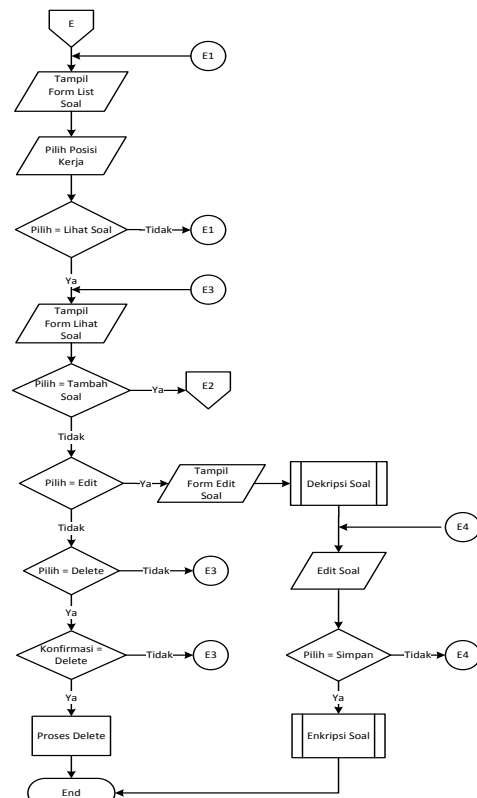 E
E1
Tampil
Form List
Soal
Pilih Posisi
Kerja
Pilih = Lihat Soal
Tidak
E1
Ya
E3
Tampil
Form Lihat
Soal
Pilih = Tambah
Soal
Ya
E2
Tidak
Pilih = Edit
Ya
Tampil
Form Edit
Soal
Dekripsi Soal
Tidak
E4
Pilih = Delete
Tidak
E3
Edit Soal
Ya
Konfirmasi =
Delete
Tidak
E3
Pilih = Simpan
Tidak
E4
Ya
Ya
Proses Delete
Enkripsi Soal
End